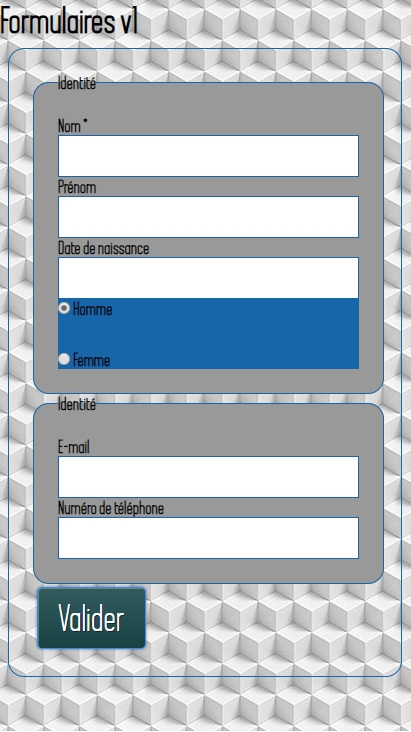 Formulaires v1
Identité
Nom *
Prénom
Date de naissance
Homme
Femme
Identité
E-mail
Numéro de téléphone
Valider